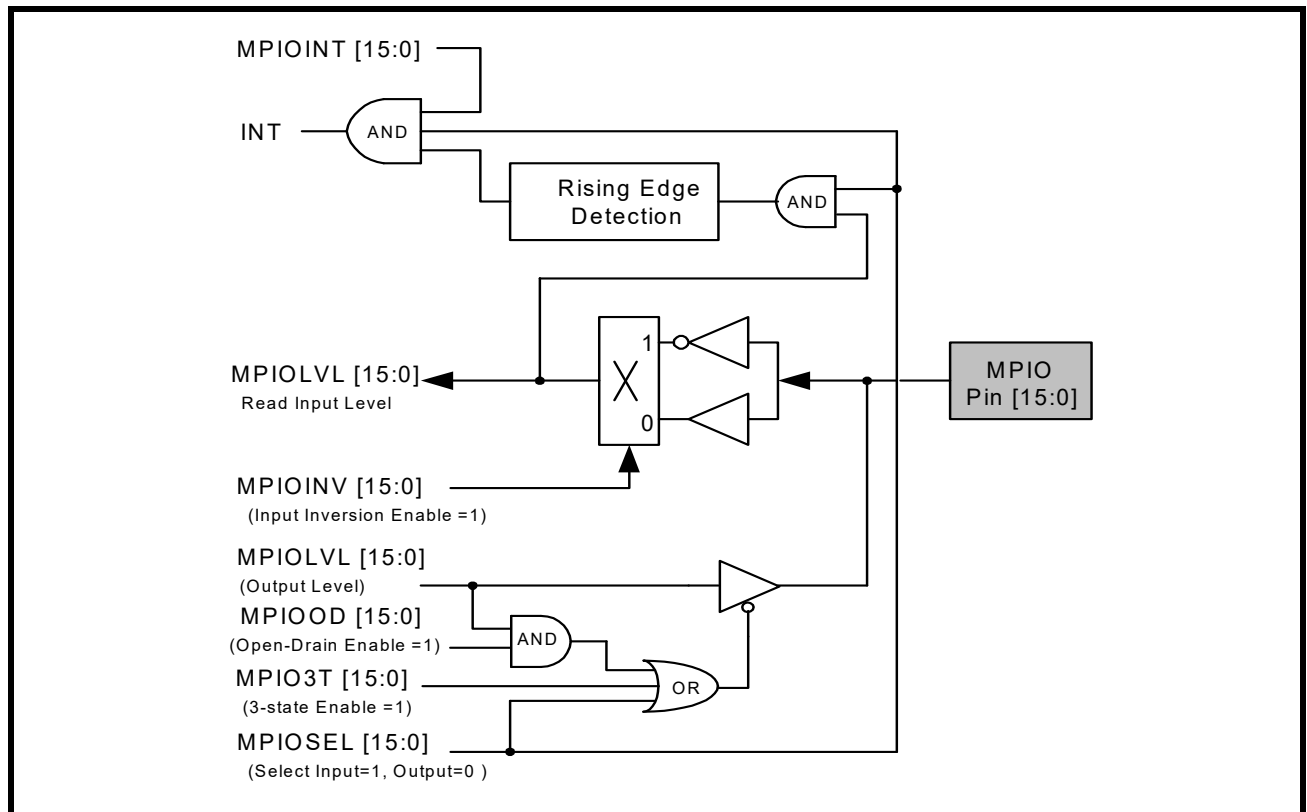 MPIOINT [15:0]
INT
AND
Rising Edge
Detection
AND
1
MPIOLVL [15:0]
Read Input Level
X
0
MPIO
Pin [15:0]
MPIOINV [15:0]
(Input Inversion Enable =1)
MPIOLVL [15:0]
(Output Level)
MPIOOD [15:0]
(Open-Drain Enable =1)
AND
MPIO3T [15:0]
(3-state Enable =1)
OR
MPIOSEL [15:0]
(Select Input=1, Output=0 )